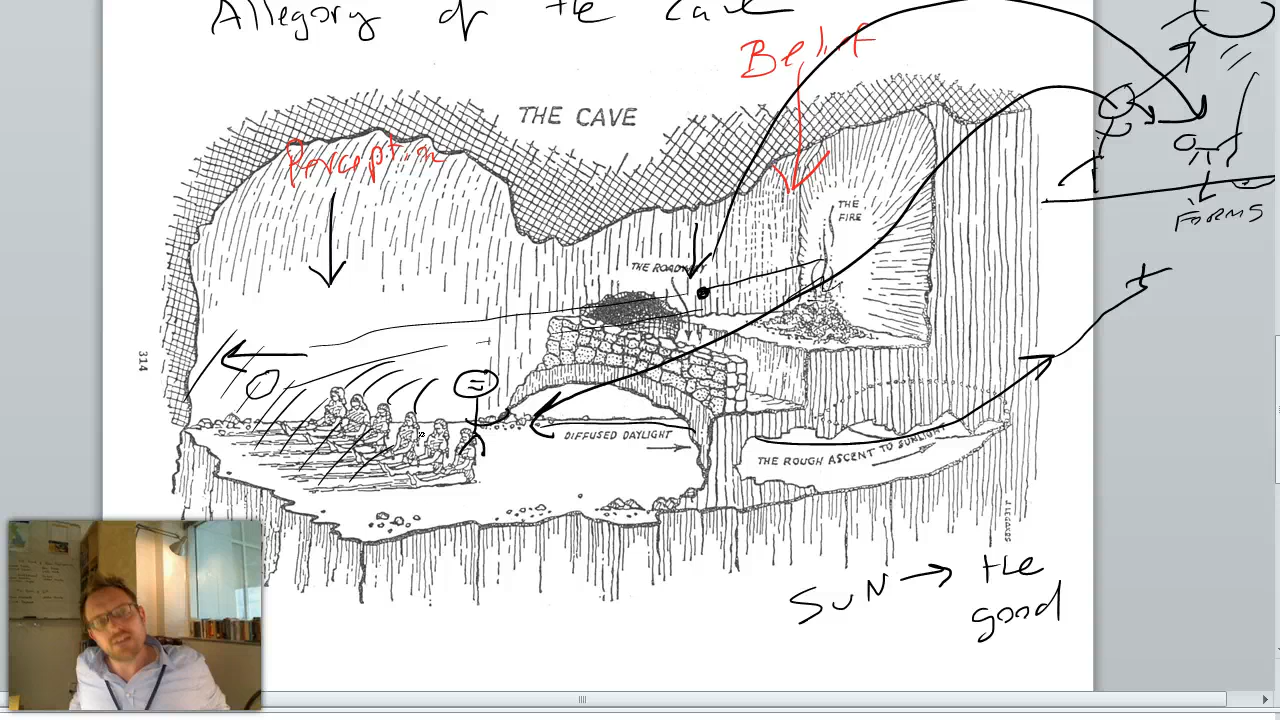 Allegory of the Cave
Belief
THE CAVE
Perception
THE FIRE
FORMS
THE ROADWAY
314
DIFFUSED DAYLIGHT
THE ROUGH ASCENT TO SUNLIGHT
SUN → the
good